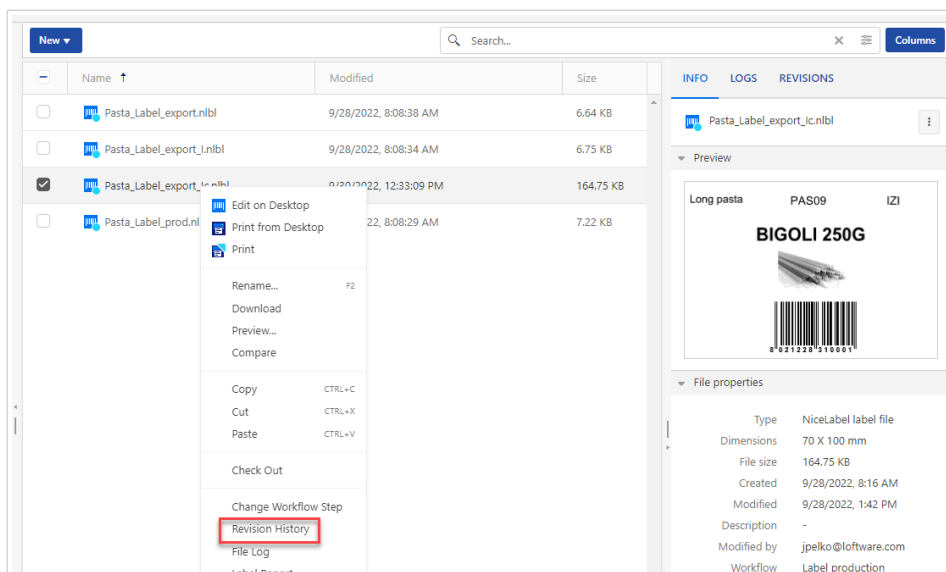 New ▾
Search...
Columns
Name ↑
Modified
Size
Pasta_Label_export.nlbl
9/28/2022, 8:08:38 AM
6.64 KB
Pasta_Label_export_I.nlbl
9/28/2022, 8:08:34 AM
6.75 KB
Pasta_Label_export_Ic.nlbl
9/30/2022, 12:33:09 PM
164.75 KB
Pasta_Label_prod.nl
22, 8:08:29 AM
7.22 KB
Edit on Desktop
Print from Desktop
Print
Rename... F2
Download
Preview...
Compare
Copy CTRL+C
Cut CTRL+X
Paste CTRL+V
Check Out
Change Workflow Step
Revision History
File Log
Label Report
INFO LOGS REVISIONS
Pasta_Label_export_Ic.nlbl
Preview
Long pasta PAS09 IZI
BIGOLI 250G
8 021228 310001
File properties
Type NiceLabel label file
Dimensions 70 X 100 mm
File size 164.75 KB
Created 9/28/2022, 8:16 AM
Modified 9/28/2022, 1:42 PM
Description -
Modified by jpelko@loftware.com
Workflow Label production